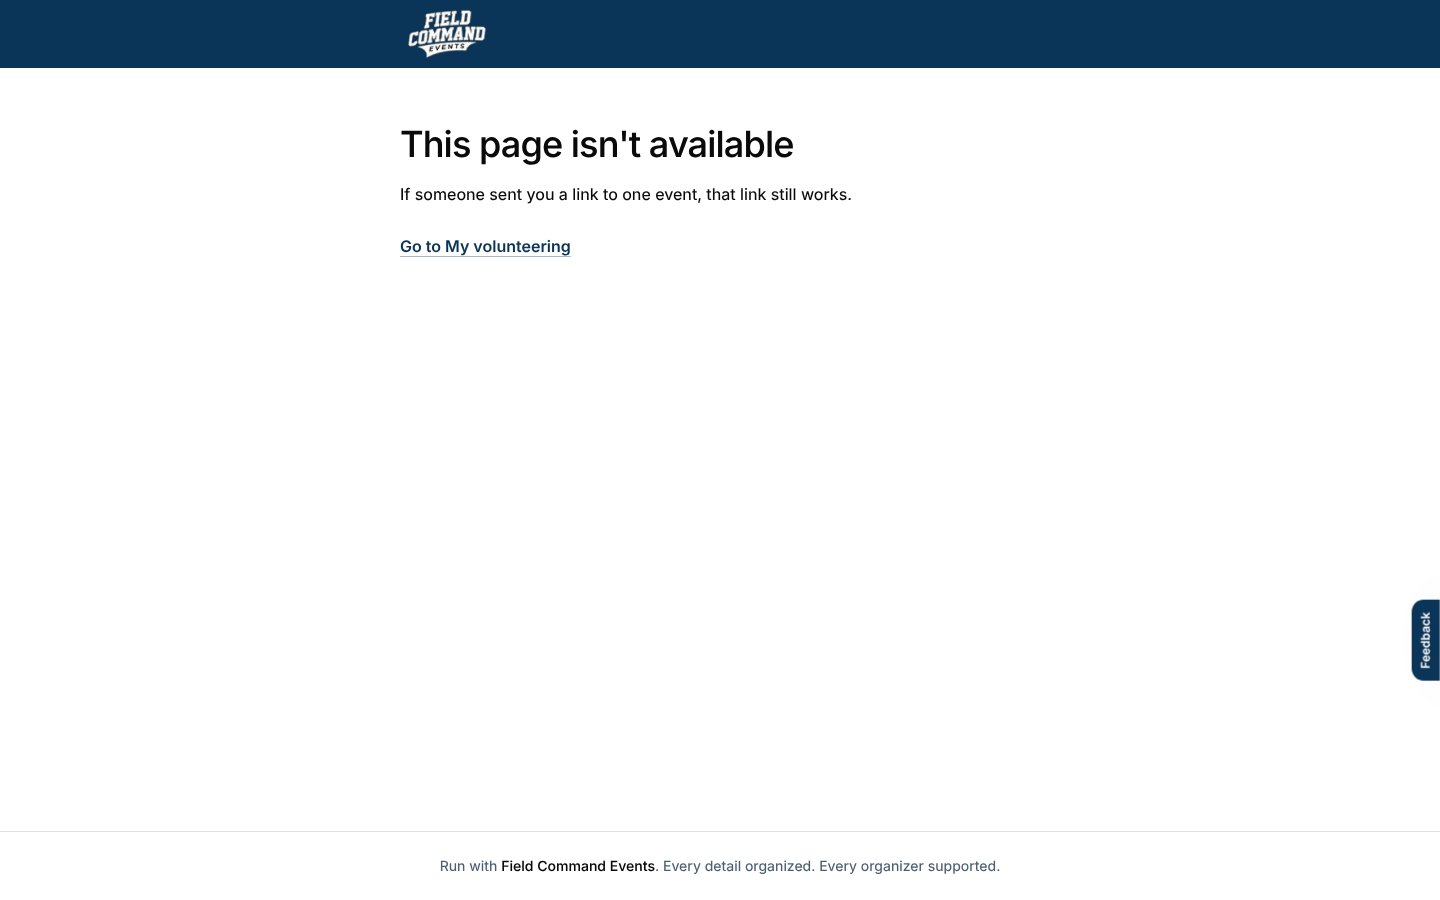 FIELD
COMMAND
EVENTS
This page isn't available
If someone sent you a link to one event, that link still works.
Go to My volunteering
Feedback
Run with Field Command Events. Every detail organized. Every organizer supported.